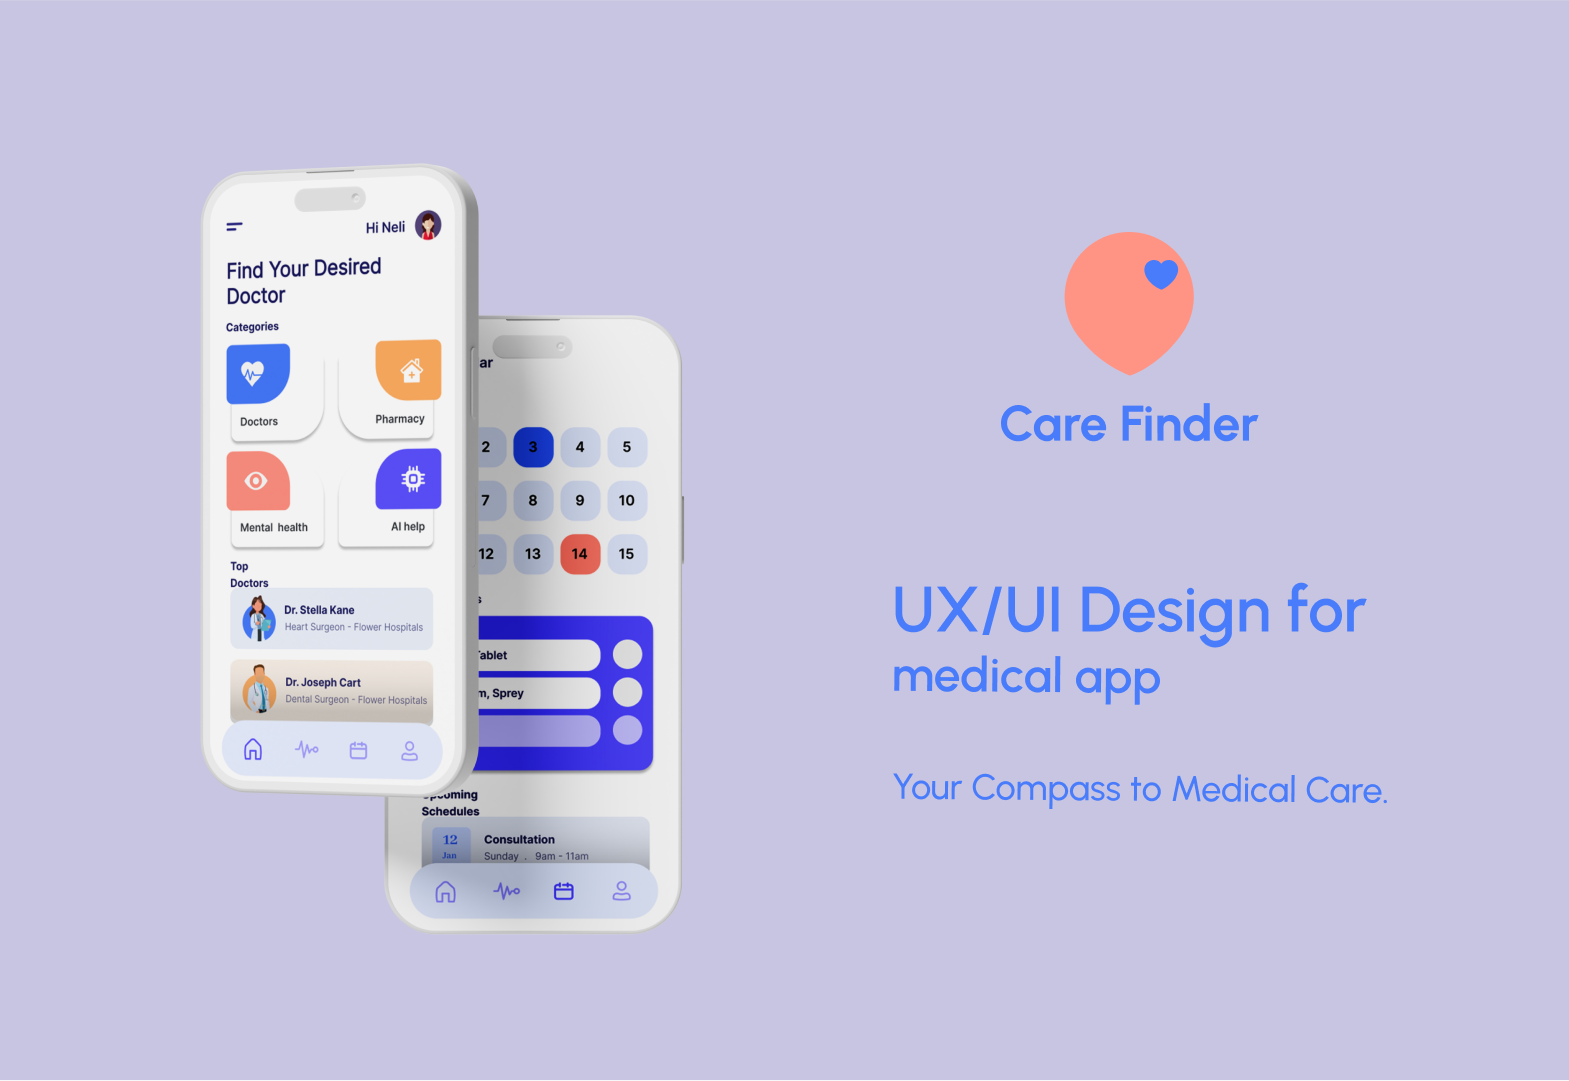 Hi Neli
Find Your Desired
Doctor
Categories
Doctors
Pharmacy
Mental health
AI help
Top
Doctors
Dr. Stella Kane
Heart Surgeon - Flower Hospitals
Dr. Joseph Cart
Dental Surgeon - Flower Hospitals
ar
2 3 4 5
7 8 9 10
12 13 14 15
s
Tablet
m, Sprey
Upcoming
Schedules
12
Jan
Consultation
Sunday . 9am - 11am
Care Finder
UX/UI Design for
medical app
Your Compass to Medical Care.